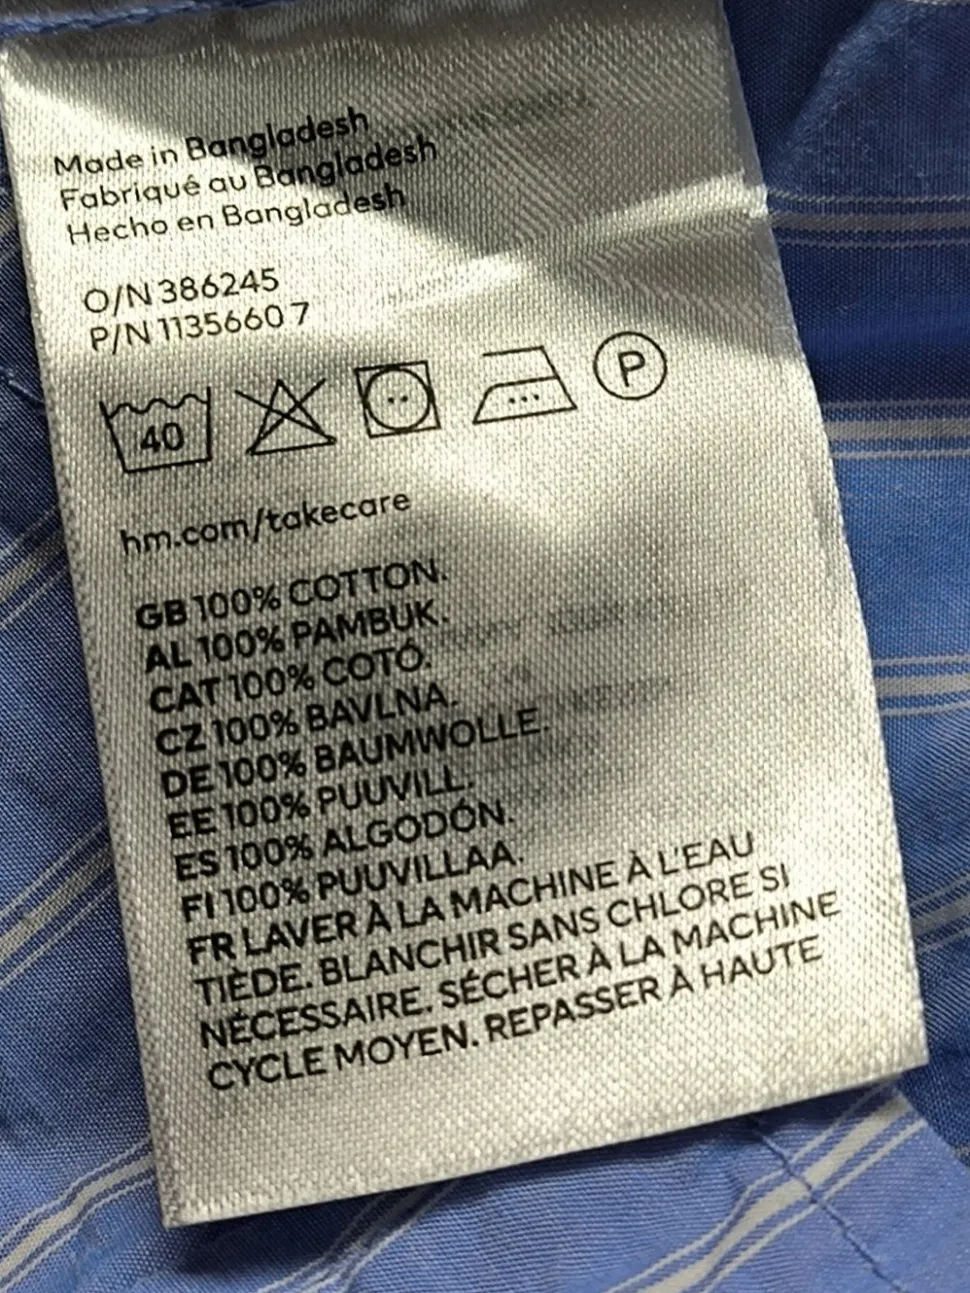 Made in Bangladesh
Fabriqué au Bangladesh
Hecho en Bangladesh
O/N 386245
P/N 1135660 7
40 P
hm.com/takecare
GB 100% COTTON.
AL 100% PAMBUK.
CAT 100% COTÓ.
CZ 100% BAVLNA.
DE 100% BAUMWOLLE.
EE 100% PUUVILL.
ES 100% ALGODÓN.
FI 100% PUUVILLAA.
FR LAVER À LA MACHINE À L'EAU
TIÈDE. BLANCHIR SANS CHLORE SI
NÉCESSAIRE. SÉCHER À LA MACHINE
CYCLE MOYEN. REPASSER À HAUTE